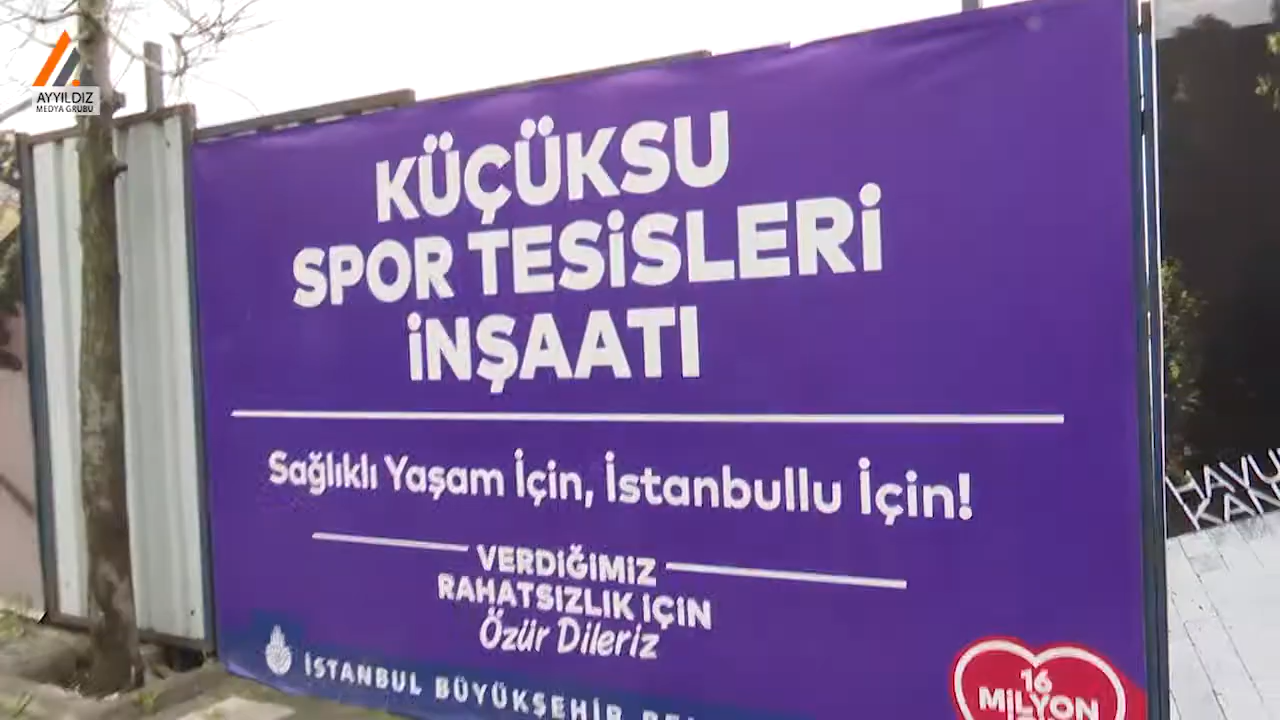 AYYILDIZ
MEDYA GRUBU
KÜÇÜKSU
SPOR TESİSLERİ
İNŞAATI
Sağlıklı Yaşam İçin, İstanbullu İçin!
VERDİĞİMİZ
RAHATSIZLIK İÇİN
Özür Dileriz
İSTANBUL BÜYÜKŞEHİR
16
MİLYON